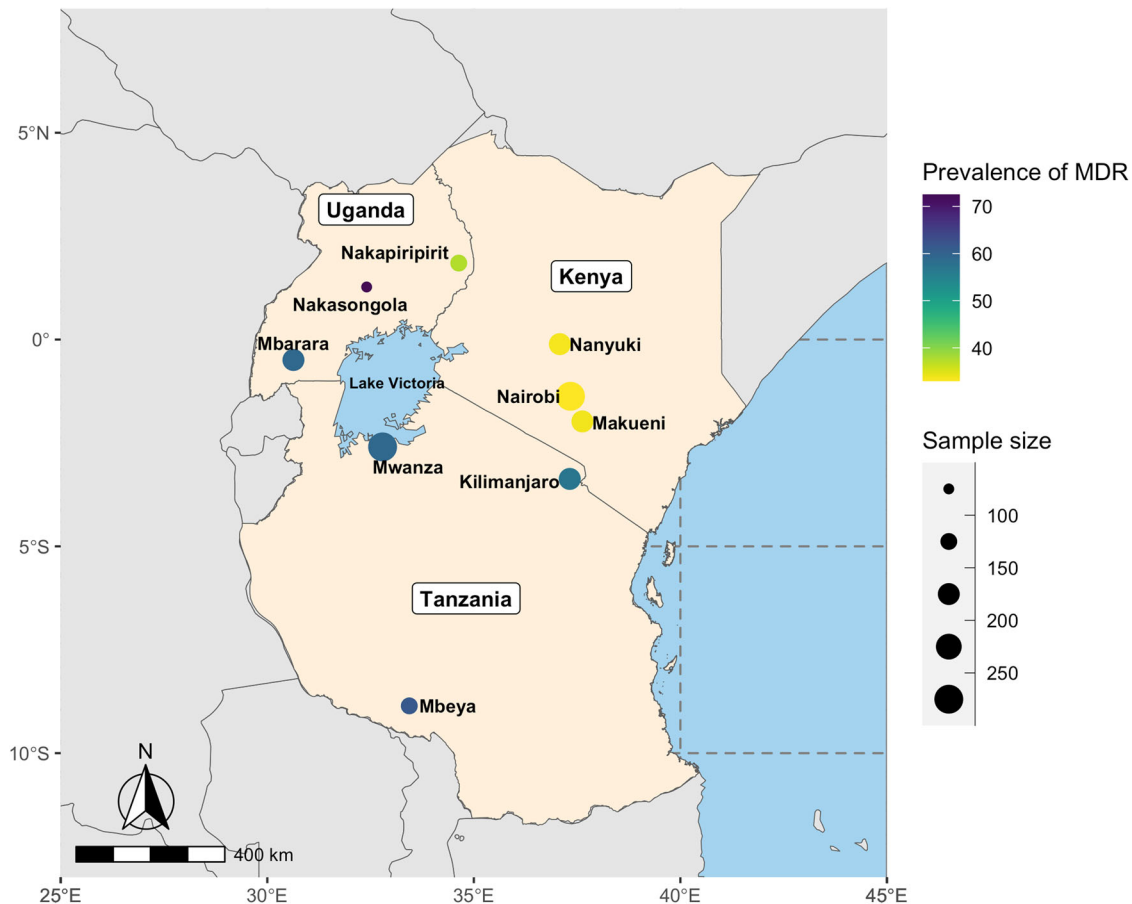 5°N
0°
5°S
10°S
Uganda
Nakapiripirit
Nakasongola
Mbarara
Kenya
Nanyuki
Lake Victoria
Nairobi
Makueni
Mwanza
Kilimanjaro
Tanzania
Mbeya
N
400 km
25°E
30°E
35°E
40°E
45°E
Prevalence of MDR
70
60
50
40
Sample size
100
150
200
250